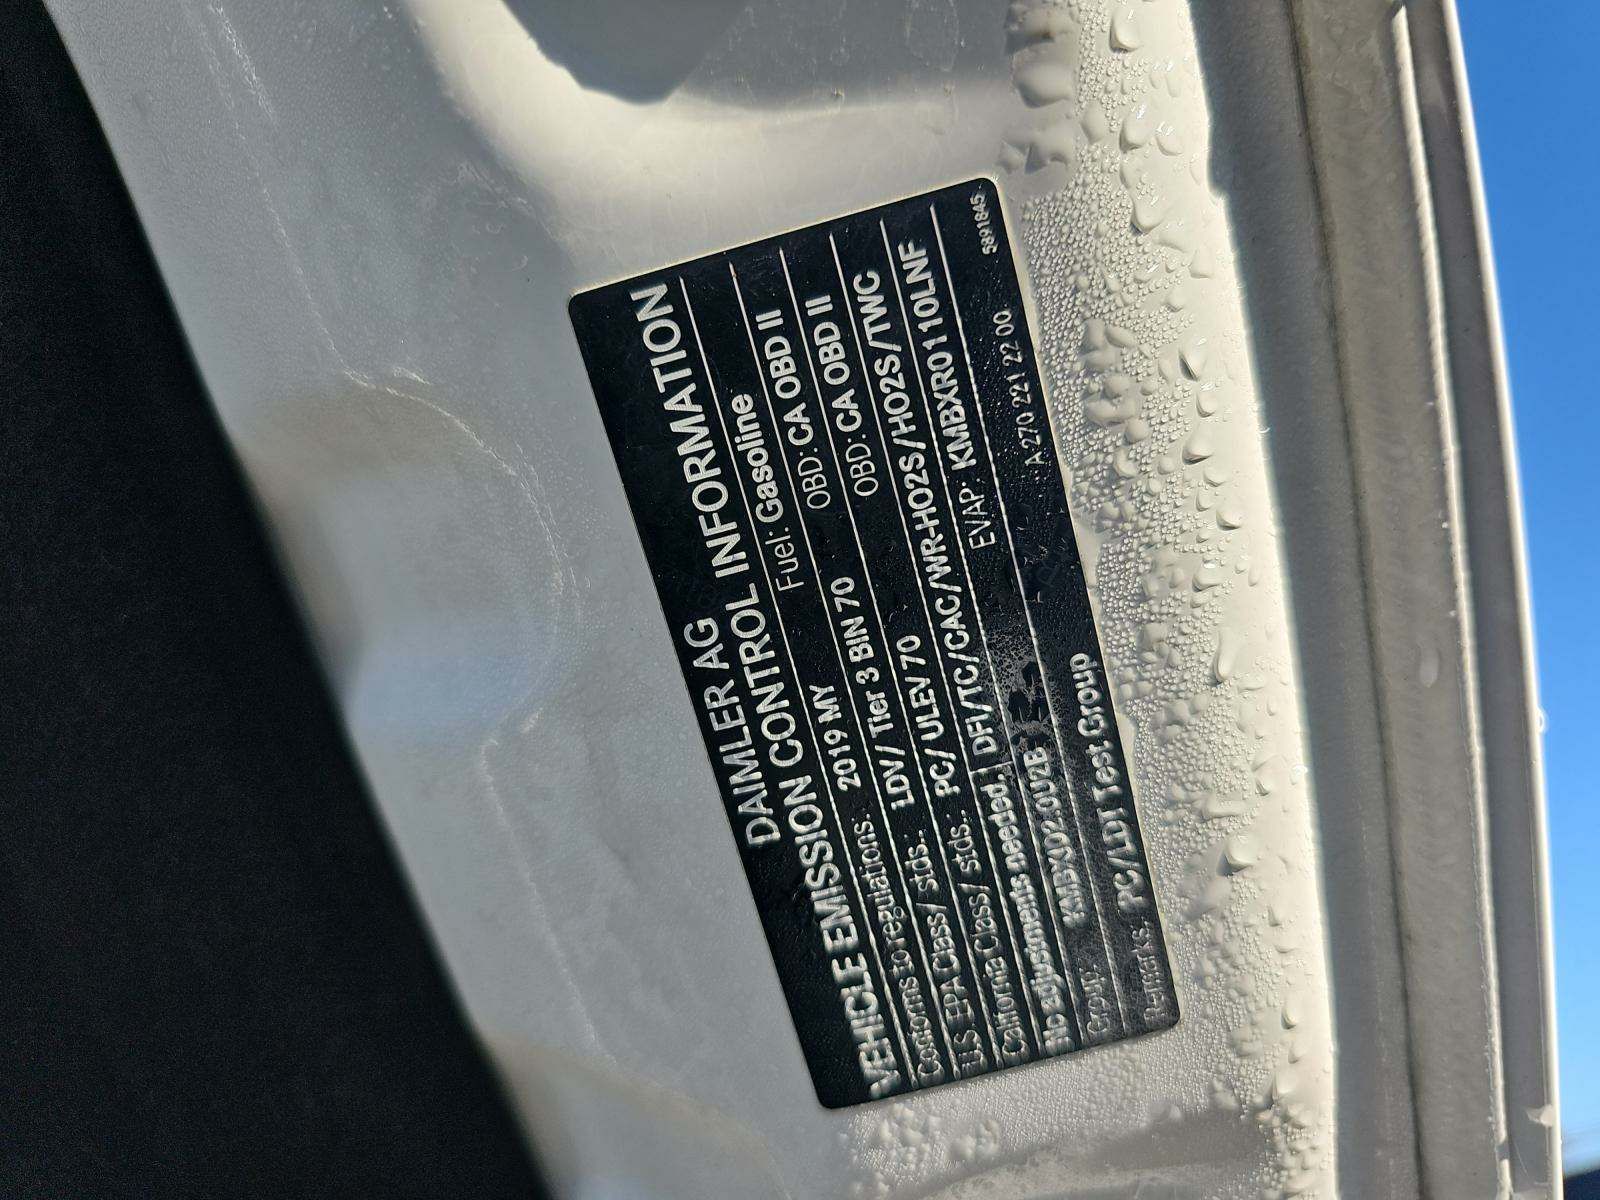 DAIMLER AG
VEHICLE EMISSION CONTROL INFORMATION
Conforms to regulations: 2019 MY Fuel: Gasoline
U.S. EPA Class/ stds.: LDV/ Tier 3 BIN 70 OBD: CA OBD II
California Class/ stds.: PC/ ULEV 70 OBD: CA OBD II
No adjustments needed. DFI/TC/CAC/WR-HO2S/HO2S/TWC
Group: EVAP: KMBXR0110LNF
Remarks: PC/LDT Test Group A 270 221 22 00
5891845